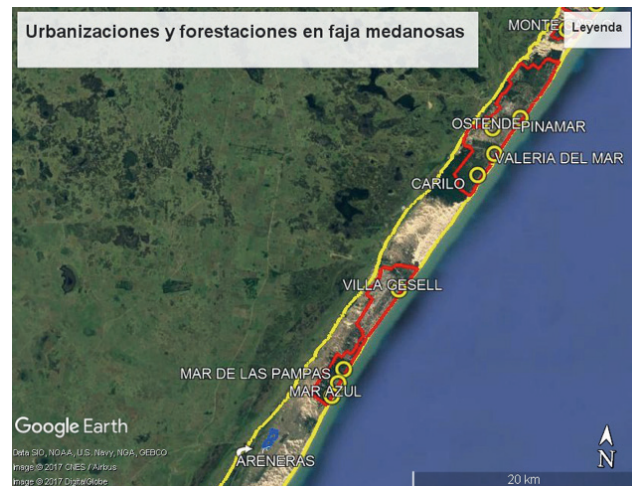 Urbanizaciones y forestaciones en faja medanosas
MONTE
Leyenda
OSTENDE
PINAMAR
VALERIA DEL MAR
CARILO
VILLA GESELL
MAR DE LAS PAMPAS
MAR AZUL
ARENERAS
Google Earth
Data SIO, NOAA, U.S. Navy, NGA, GEBCO
Image © 2017 CNES / Airbus
Image © 2017 DigitalGlobe
20 km
N